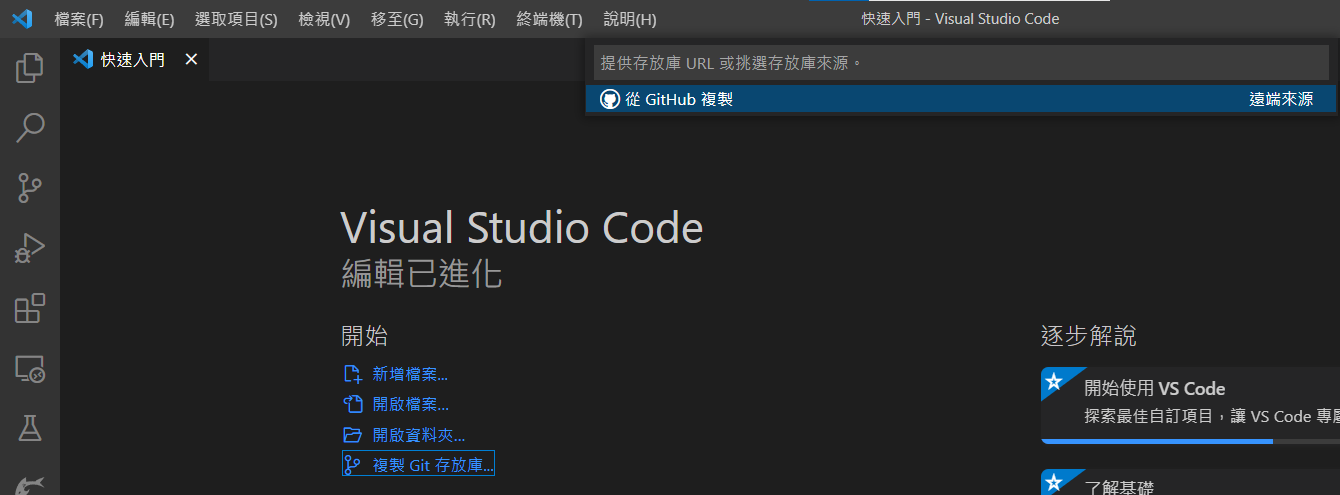 檔案(F) 編輯(E) 選取項目(S) 檢視(V) 移至(G) 執行(R) 終端機(T) 說明(H) 快速入門 - Visual Studio Code
快速入門
提供存放庫 URL 或挑選存放庫來源。
從 GitHub 複製 遠端來源
Visual Studio Code
編輯已進化
開始
新增檔案...
開啟檔案...
開啟資料夾...
複製 Git 存放庫...
逐步解說
開始使用 VS Code
探索最佳自訂項目，讓 VS Code 專屬
了解基礎